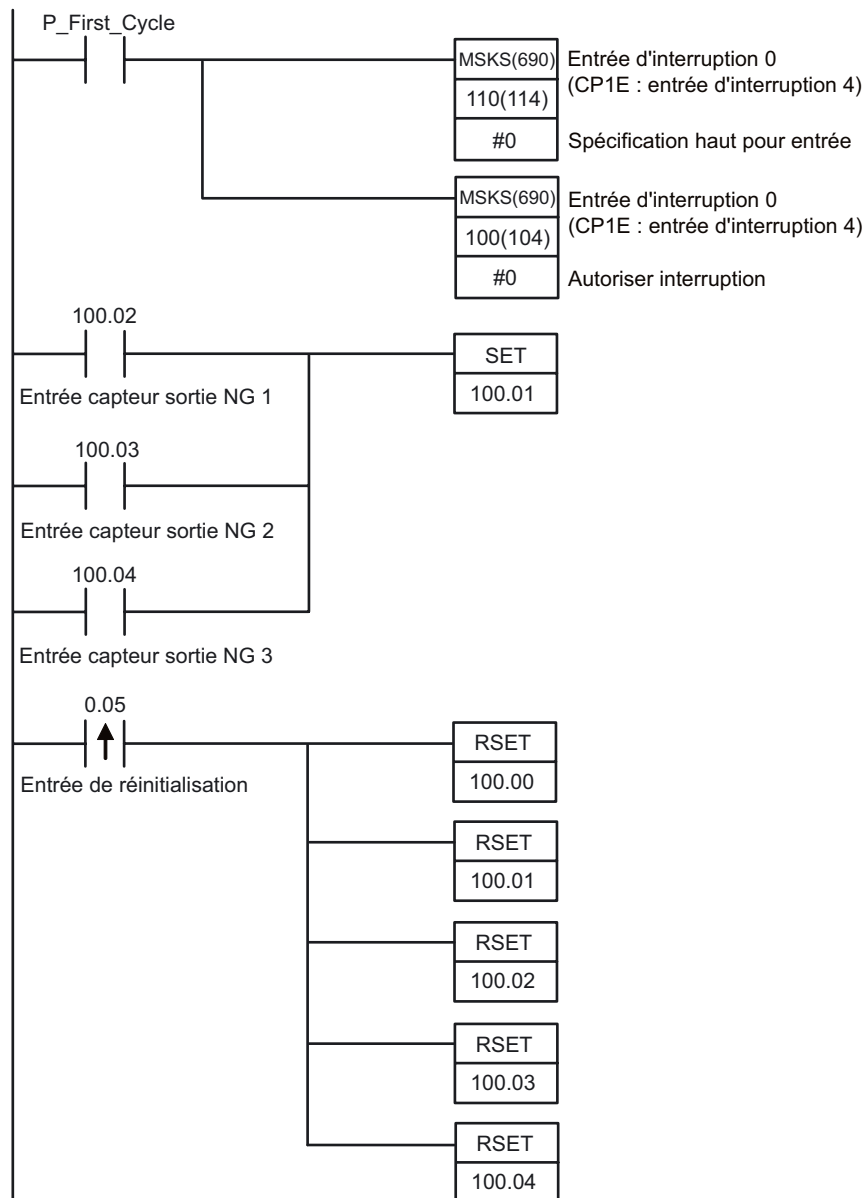 P_First_Cycle
MSKS(690)
Entrée d'interruption 0
(CP1E : entrée d'interruption 4)
110(114)
#0
Spécification haut pour entrée
MSKS(690)
Entrée d'interruption 0
(CP1E : entrée d'interruption 4)
100(104)
#0
Autoriser interruption
100.02
SET
100.01
Entrée capteur sortie NG 1
100.03
Entrée capteur sortie NG 2
100.04
Entrée capteur sortie NG 3
0.05
RSET
100.00
Entrée de réinitialisation
RSET
100.01
RSET
100.02
RSET
100.03
RSET
100.04